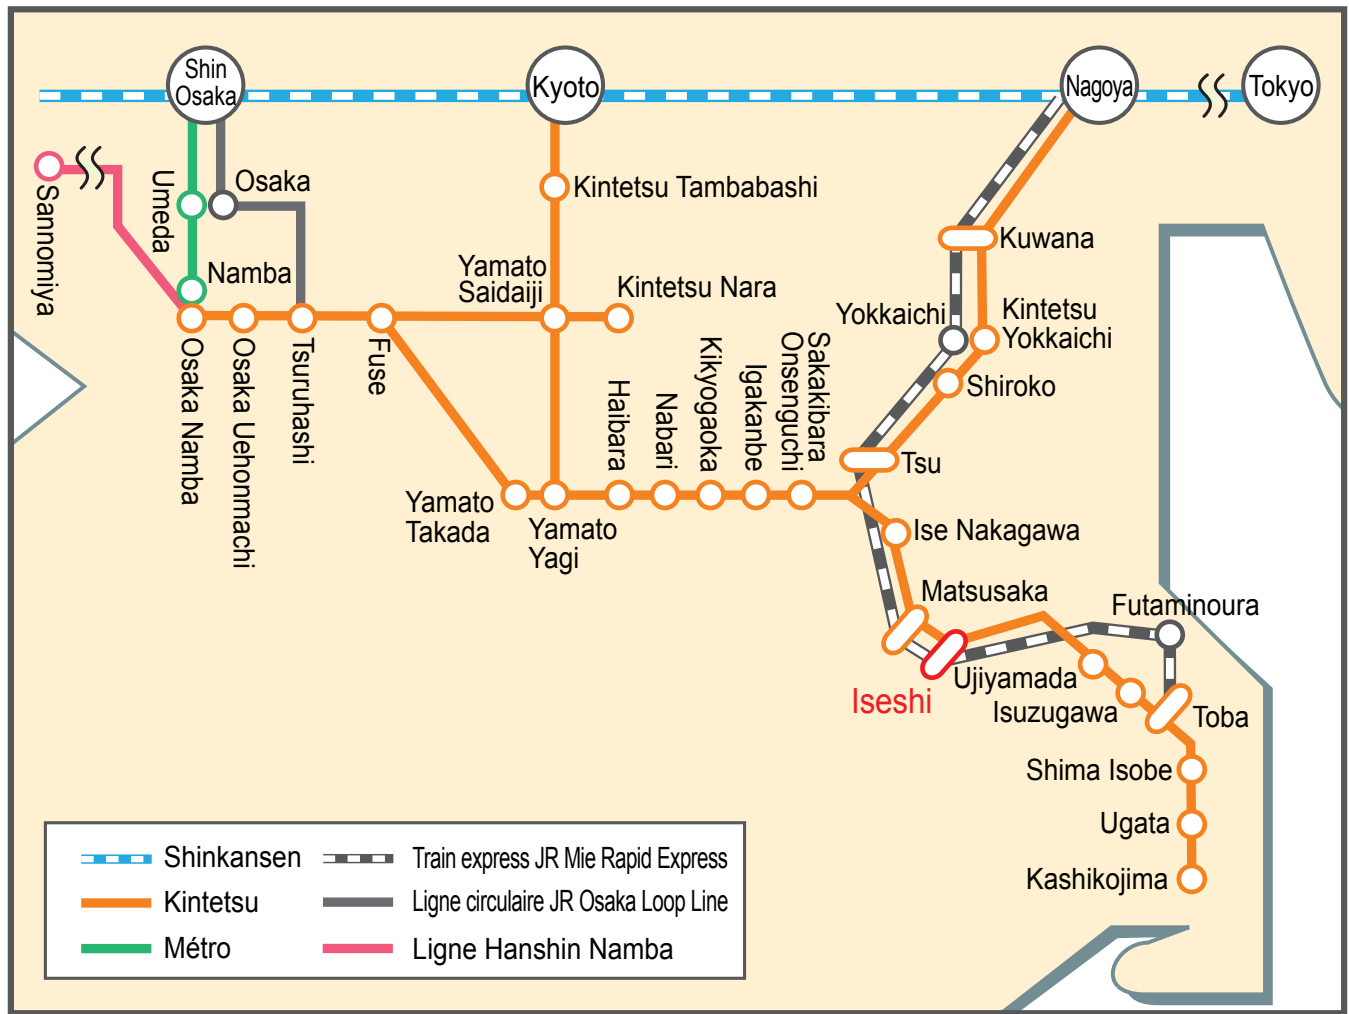 Shin
Osaka
Kyoto
Nagoya
Tokyo
Sannomiya
Umeda
Osaka
Namba
Kintetsu Tambabashi
Yamato
Saidaiji
Kintetsu Nara
Kuwana
Yokkaichi
Kintetsu
Yokkaichi
Shiroko
Tsu
Osaka Namba
Osaka Uehommachi
Tsuruhashi
Fuse
Yamato
Takada
Yamato
Yagi
Haibara
Nabari
Kikyogaoka
Igakanbe
Sakakibara
Onsenguchi
Ise Nakagawa
Matsusaka
Futaminoura
Iseshi
Ujiyamada
Isuzugawa
Toba
Shima Isobe
Ugata
Kashikojima
Shinkansen
Kintetsu
Métro
Train express JR Mie Rapid Express
Ligne circulaire JR Osaka Loop Line
Ligne Hanshin Namba